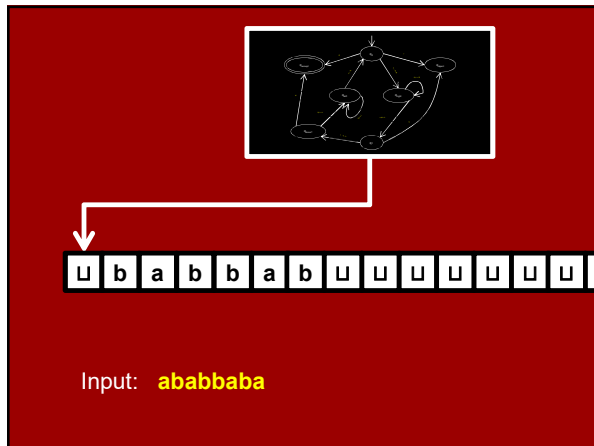 ⊔ b a b b a b ⊔ ⊔ ⊔ ⊔ ⊔ ⊔ ⊔
Input: ababbaba